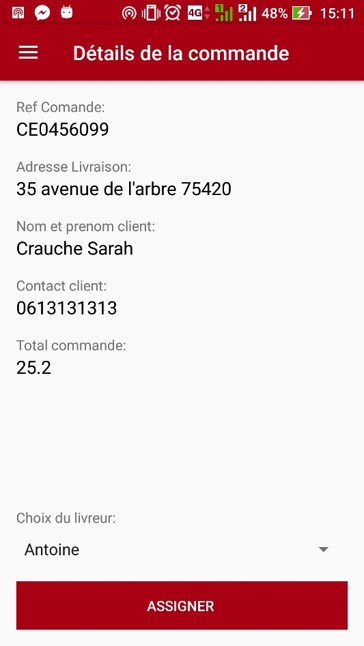 4G 1 2 48% 15:11
Détails de la commande
Ref Comande:
CE0456099
Adresse Livraison:
35 avenue de l'arbre 75420
Nom et prenom client:
Crauche Sarah
Contact client:
0613131313
Total commande:
25.2
Choix du livreur:
Antoine
ASSIGNER